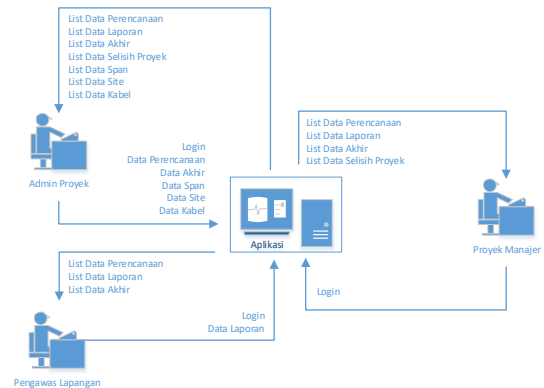 List Data Perencanaan
List Data Laporan
List Data Akhir
List Data Selisih Proyek
List Data Span
List Data Site
List Data Kabel
Admin Proyek
Login
Data Perencanaan
Data Akhir
Data Span
Data Site
Data Kabel
List Data Perencanaan
List Data Laporan
List Data Akhir
List Data Selisih Proyek
Aplikasi
Proyek Manajer
List Data Perencanaan
List Data Laporan
List Data Akhir
Login
Login
Data Laporan
Pengawas Lapangan